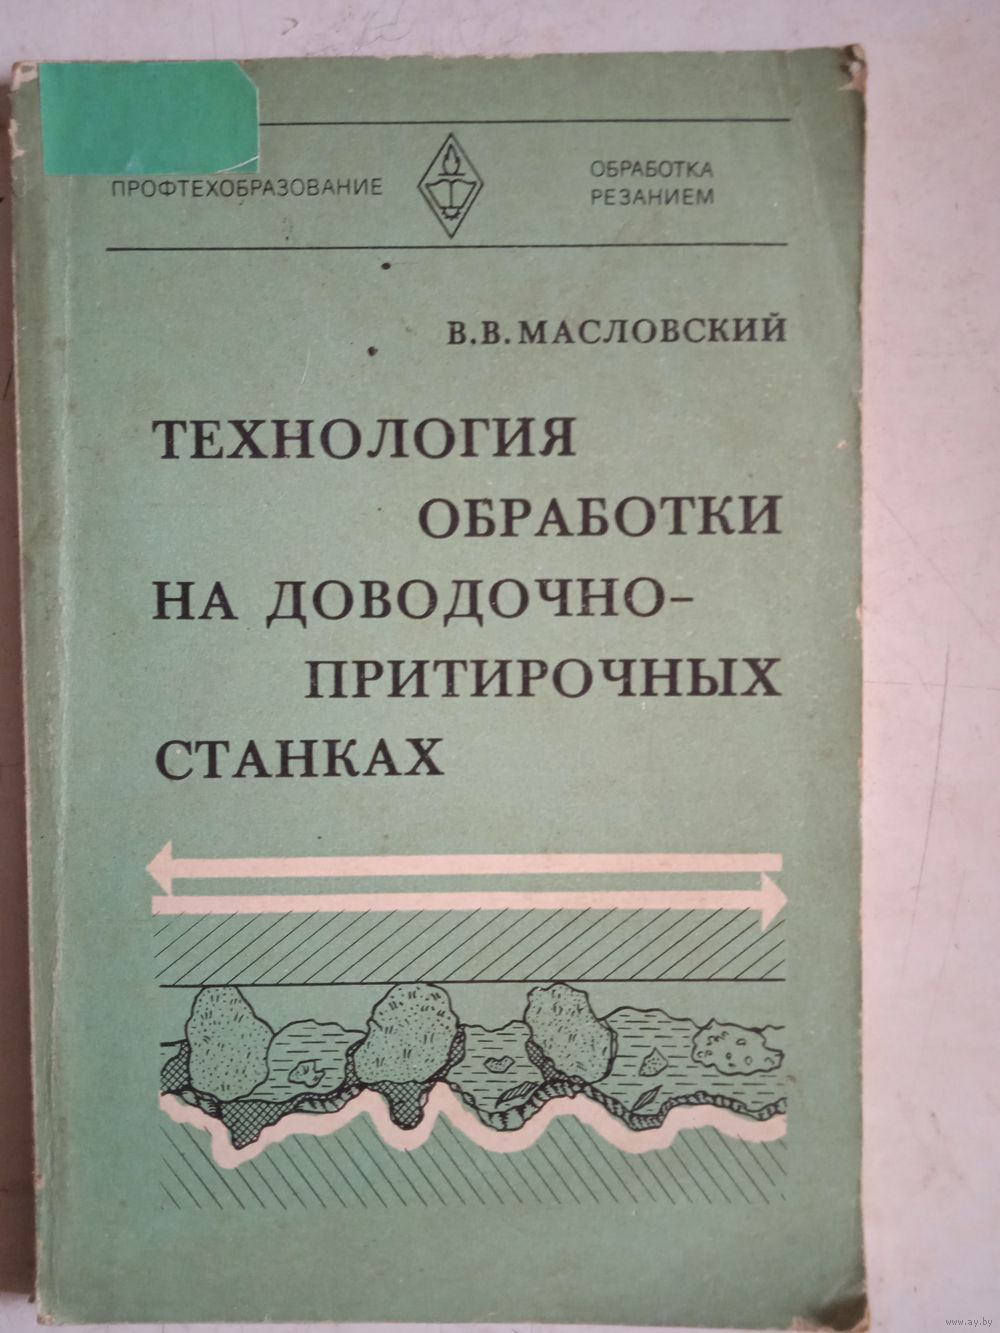 ПРОФТЕХОБРАЗОВАНИЕ
ОБРАБОТКА
РЕЗАНИЕМ
В.В.МАСЛОВСКИЙ
ТЕХНОЛОГИЯ
ОБРАБОТКИ
НА ДОВОДОЧНО-
ПРИТИРОЧНЫХ
СТАНКАХ
www.ay.by